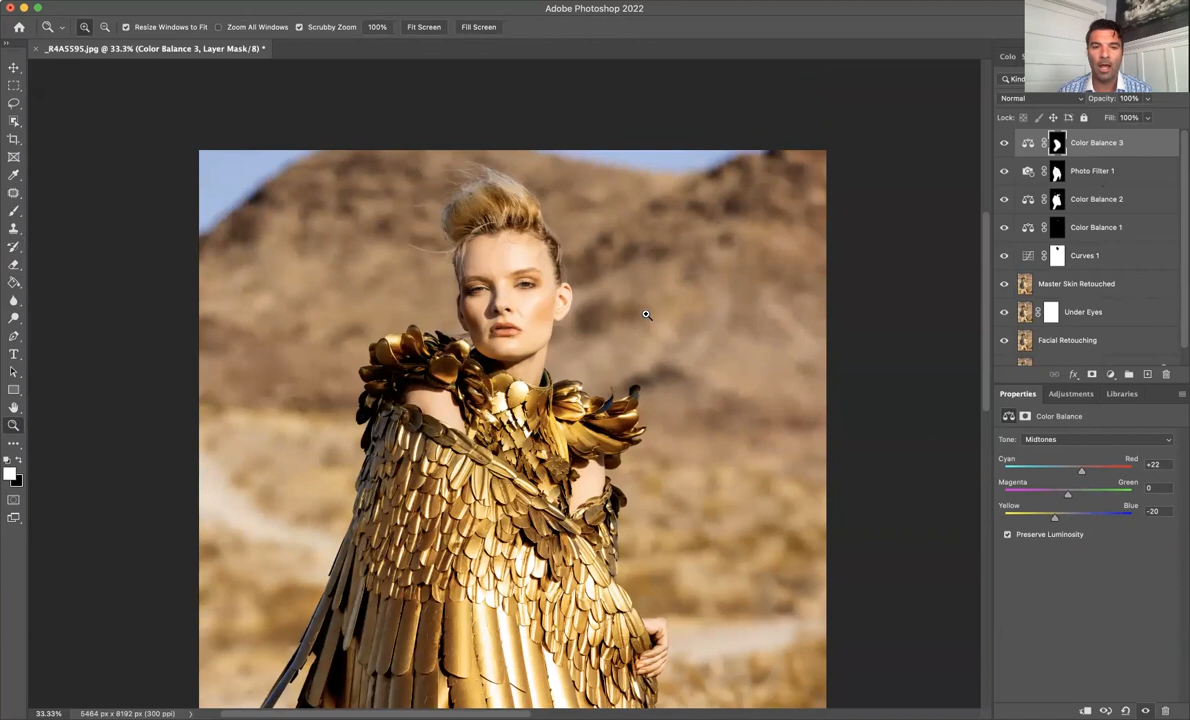 Adobe Photoshop 2022
Resize Windows to Fit Zoom All Windows Scrubby Zoom 100% Fit Screen Fill Screen
× _R4A5595.jpg @ 33.3% (Color Balance 3, Layer Mask/8) *
Colo
Kind
Normal Opacity: 100%
Lock: Fill: 100%
Color Balance 3
Photo Filter 1
Color Balance 2
Color Balance 1
Curves 1
Master Skin Retouched
Under Eyes
Facial Retouching
fx
Properties Adjustments Libraries
Color Balance
Tone: Midtones
Cyan Red +22
Magenta Green 0
Yellow Blue -20
Preserve Luminosity
33.33% 5464 px x 8192 px (300 ppi)